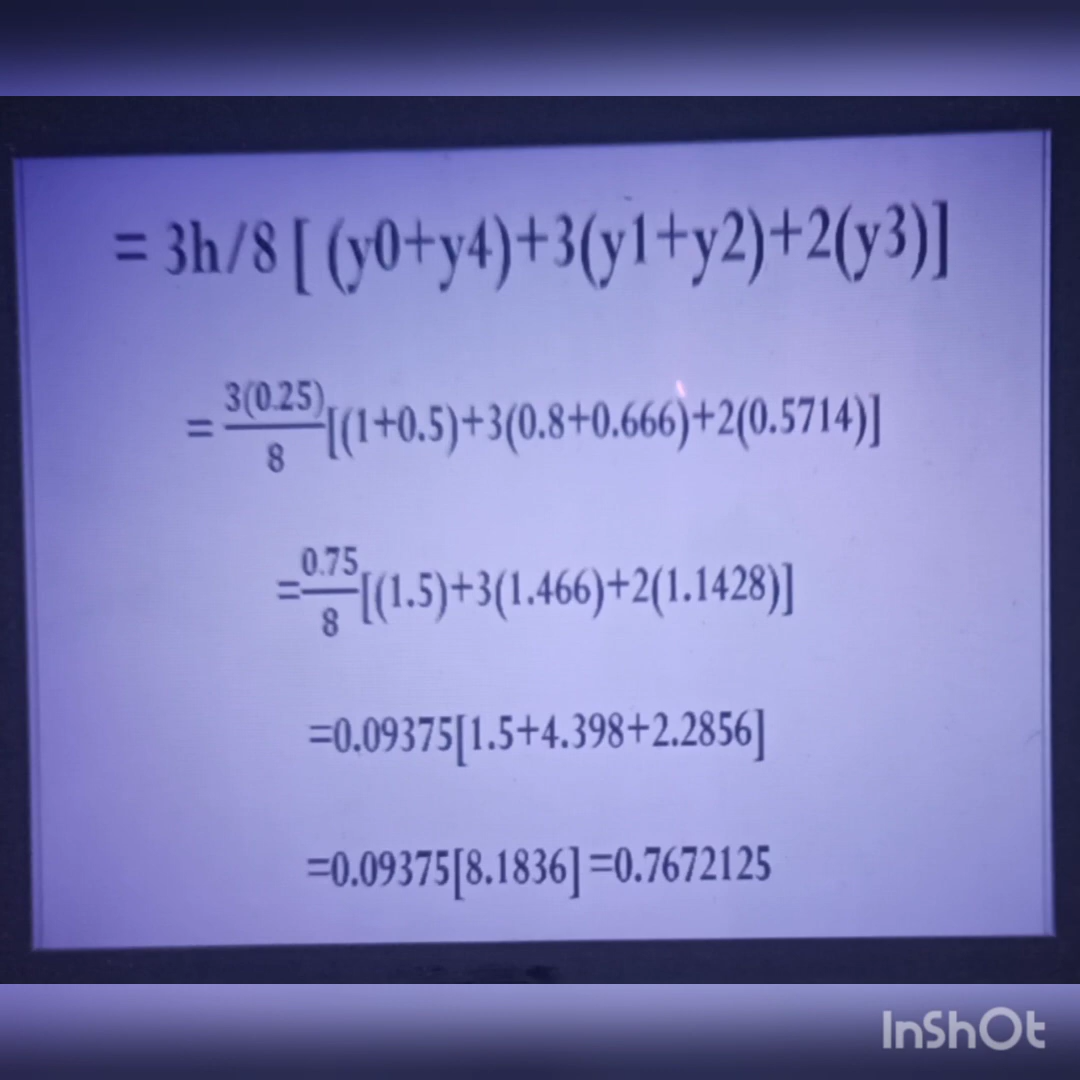 = 3h/8 [ (y0+y4)+3(y1+y2)+2(y3)]
= 3(0.25)/8 [(1+0.5)+3(0.8+0.666)+2(0.5714)]
=0.75/8 [(1.5)+3(1.466)+2(1.1428)]
=0.09375[1.5+4.398+2.2856]
=0.09375[8.1836] =0.7672125
InShOt